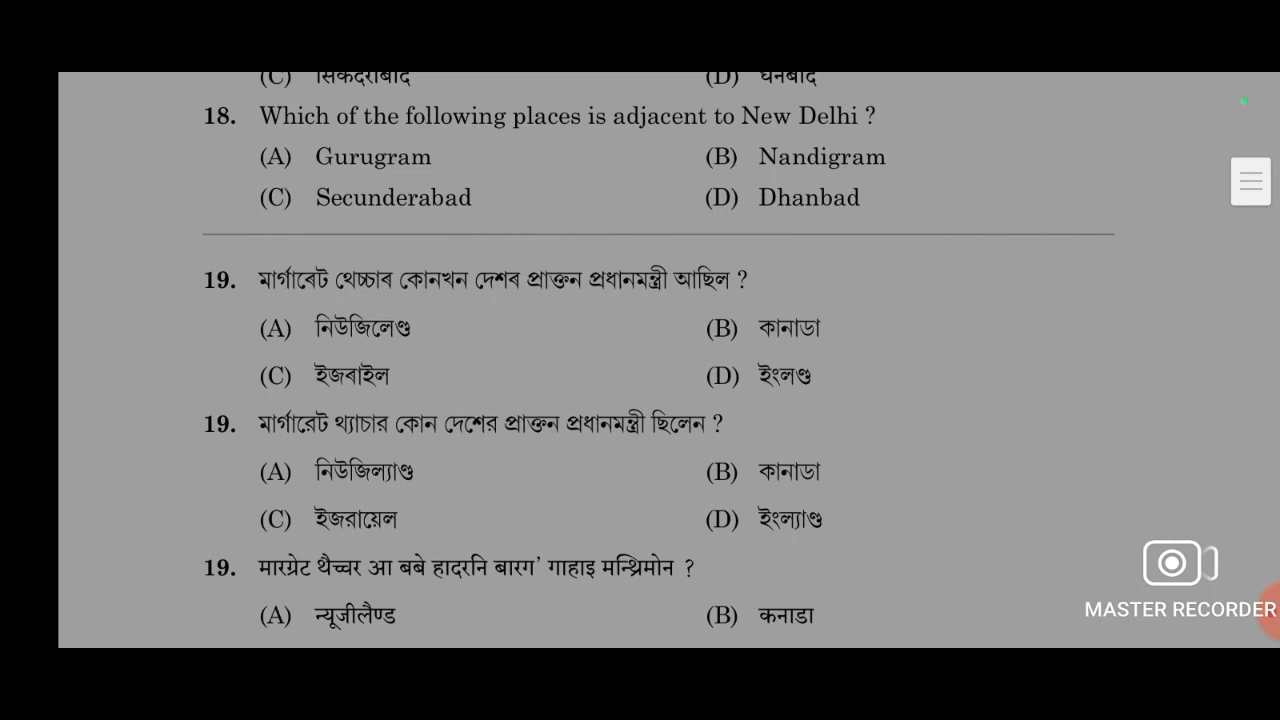 (C) सिकंदराबाद (D) धनबाद
18. Which of the following places is adjacent to New Delhi ?
(A) Gurugram (B) Nandigram
(C) Secunderabad (D) Dhanbad
19. মার্গাৰেট থেচ্চাৰ কোনখন দেশৰ প্ৰাক্তন প্ৰধানমন্ত্ৰী আছিল ?
(A) নিউজিলেণ্ড (B) কানাডা
(C) ইজৰাইল (D) ইংলণ্ড
19. মার্গারেট থ্যাচার কোন দেশের প্রাক্তন প্রধানমন্ত্রী ছিলেন ?
(A) নিউজিল্যাণ্ড (B) কানাডা
(C) ইজরায়েল (D) ইংল্যাণ্ড
19. मारग्रेट थैच्चर आ बबे हादरनि बारग' गाहाइ मन्थ्रिमोन ?
(A) न्यूजीलैण्ड (B) कनाडा
MASTER RECORDER